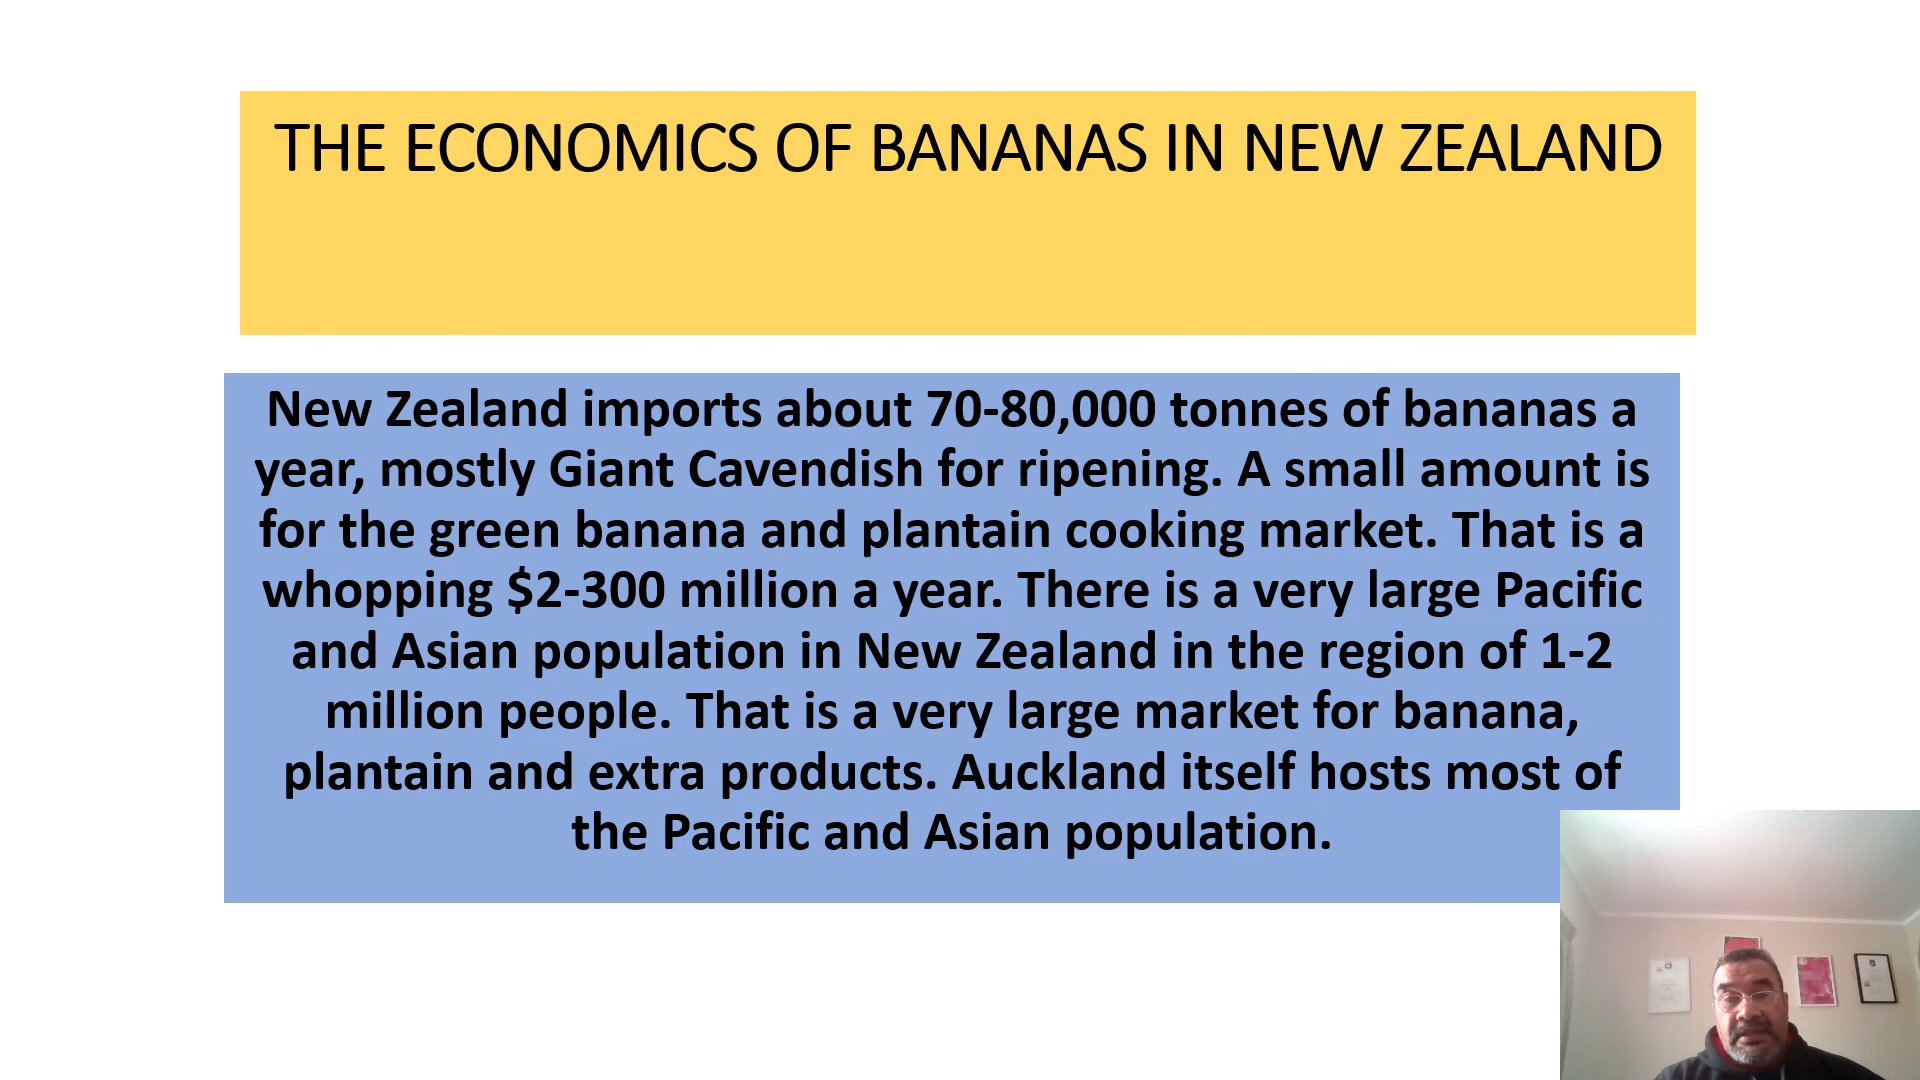 THE ECONOMICS OF BANANAS IN NEW ZEALAND
New Zealand imports about 70-80,000 tonnes of bananas a
year, mostly Giant Cavendish for ripening. A small amount is
for the green banana and plantain cooking market. That is a
whopping $2-300 million a year. There is a very large Pacific
and Asian population in New Zealand in the region of 1-2
million people. That is a very large market for banana,
plantain and extra products. Auckland itself hosts most of
the Pacific and Asian population.